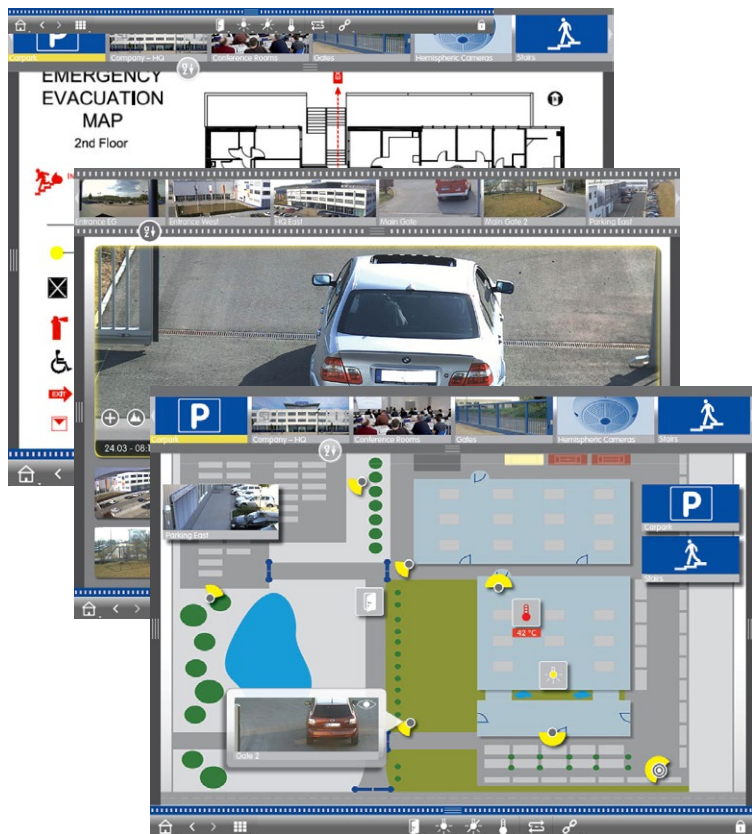 P
Carpark
Company – HQ
Conference Rooms
Gates
Hemispheric Cameras
Stairs
EMERGENCY
EVACUATION
MAP
2nd Floor
IN
Entrance EG
Entrance West
HQ East
Main Gate
Main Gate 2
Parking East
EXIT
24.03 - 08:1
P
Carpark
Company – HQ
Conference Rooms
Gates
Hemispheric Cameras
Stairs
Parking East
P
Carpark
Stairs
42 °C
Gate 2